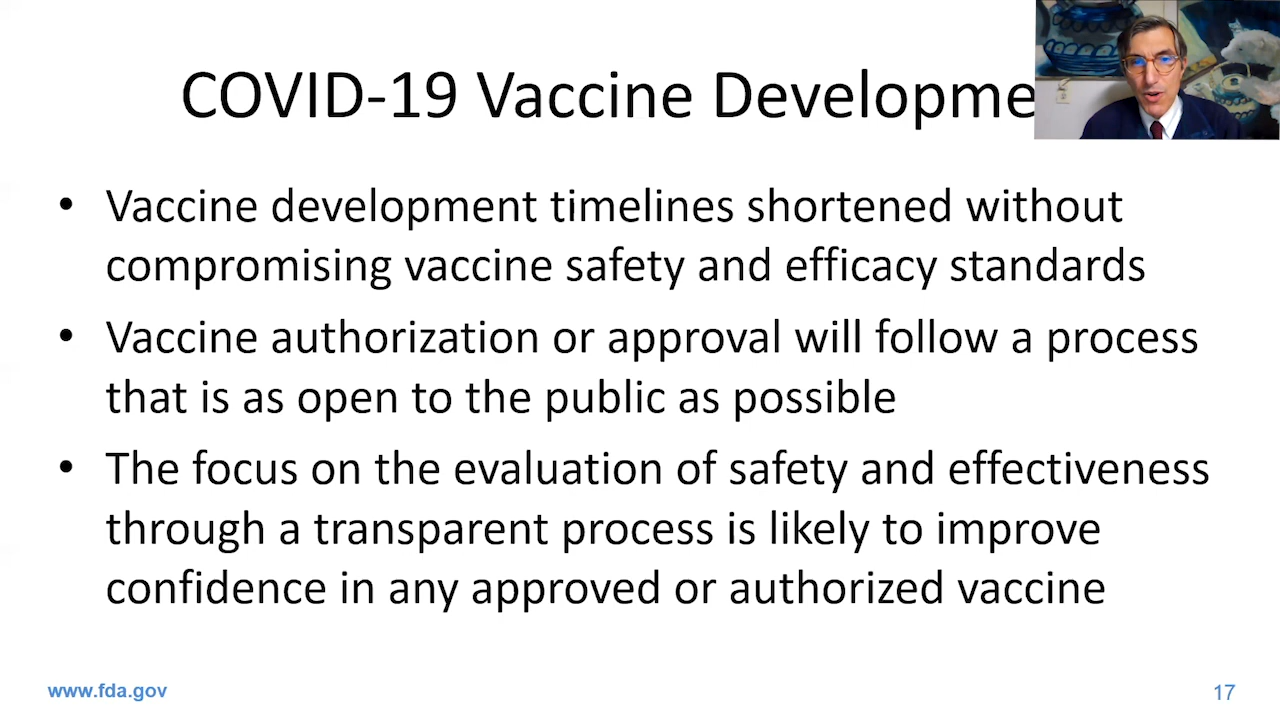 COVID-19 Vaccine Developme
• Vaccine development timelines shortened without
compromising vaccine safety and efficacy standards
• Vaccine authorization or approval will follow a process
that is as open to the public as possible
• The focus on the evaluation of safety and effectiveness
through a transparent process is likely to improve
confidence in any approved or authorized vaccine
www.fda.gov
17